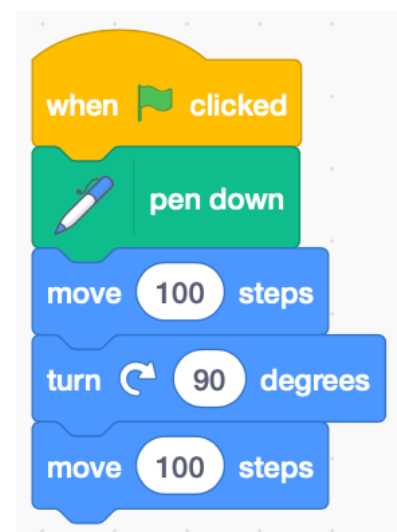 when clicked
pen down
move 100 steps
turn 90 degrees
move 100 steps